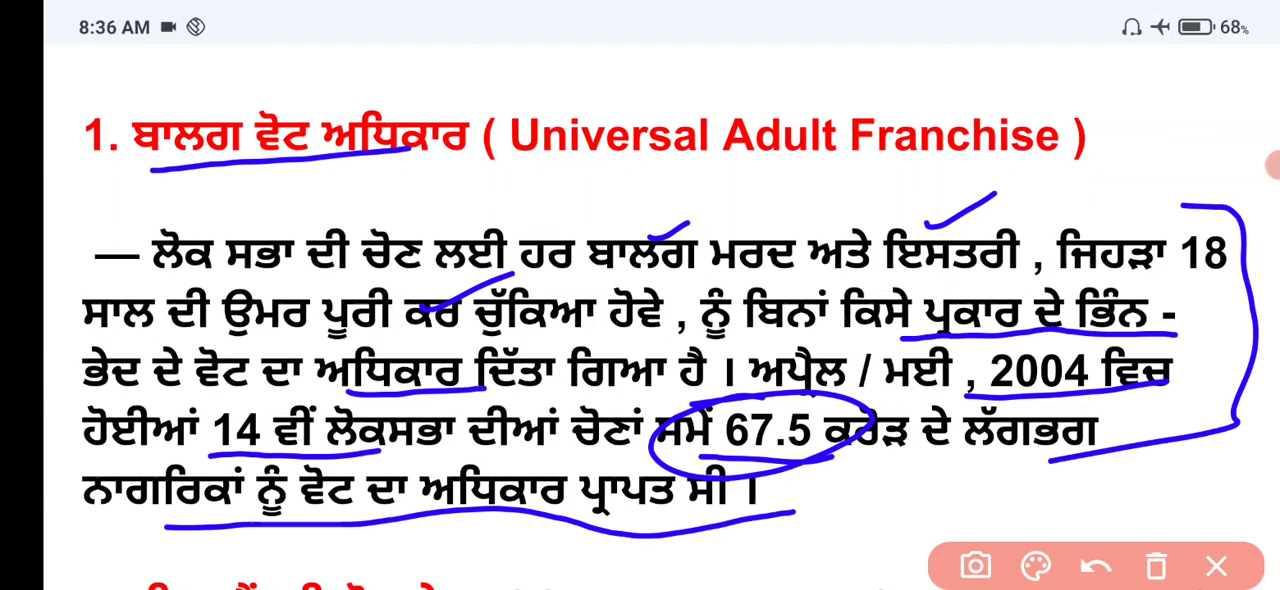 8:36 AM 68%
1. ਬਾਲਗ ਵੋਟ ਅਧਿਕਾਰ ( Universal Adult Franchise )
— ਲੋਕ ਸਭਾ ਦੀ ਚੋਣ ਲਈ ਹਰ ਬਾਲਗ ਮਰਦ ਅਤੇ ਇਸਤਰੀ , ਜਿਹੜਾ 18
ਸਾਲ ਦੀ ਉਮਰ ਪੂਰੀ ਕਰ ਚੁੱਕਿਆ ਹੋਵੇ , ਨੂੰ ਬਿਨਾਂ ਕਿਸੇ ਪ੍ਰਕਾਰ ਦੇ ਭਿੰਨ -
ਭੇਦ ਦੇ ਵੋਟ ਦਾ ਅਧਿਕਾਰ ਦਿੱਤਾ ਗਿਆ ਹੈ । ਅਪ੍ਰੈਲ / ਮਈ , 2004 ਵਿਚ
ਹੋਈਆਂ 14 ਵੀਂ ਲੋਕਸਭਾ ਦੀਆਂ ਚੋਣਾਂ ਸਮੇਂ 67.5 ਕਰੋੜ ਦੇ ਲੱਗਭਗ
ਨਾਗਰਿਕਾਂ ਨੂੰ ਵੋਟ ਦਾ ਅਧਿਕਾਰ ਪ੍ਰਾਪਤ ਸੀ ।